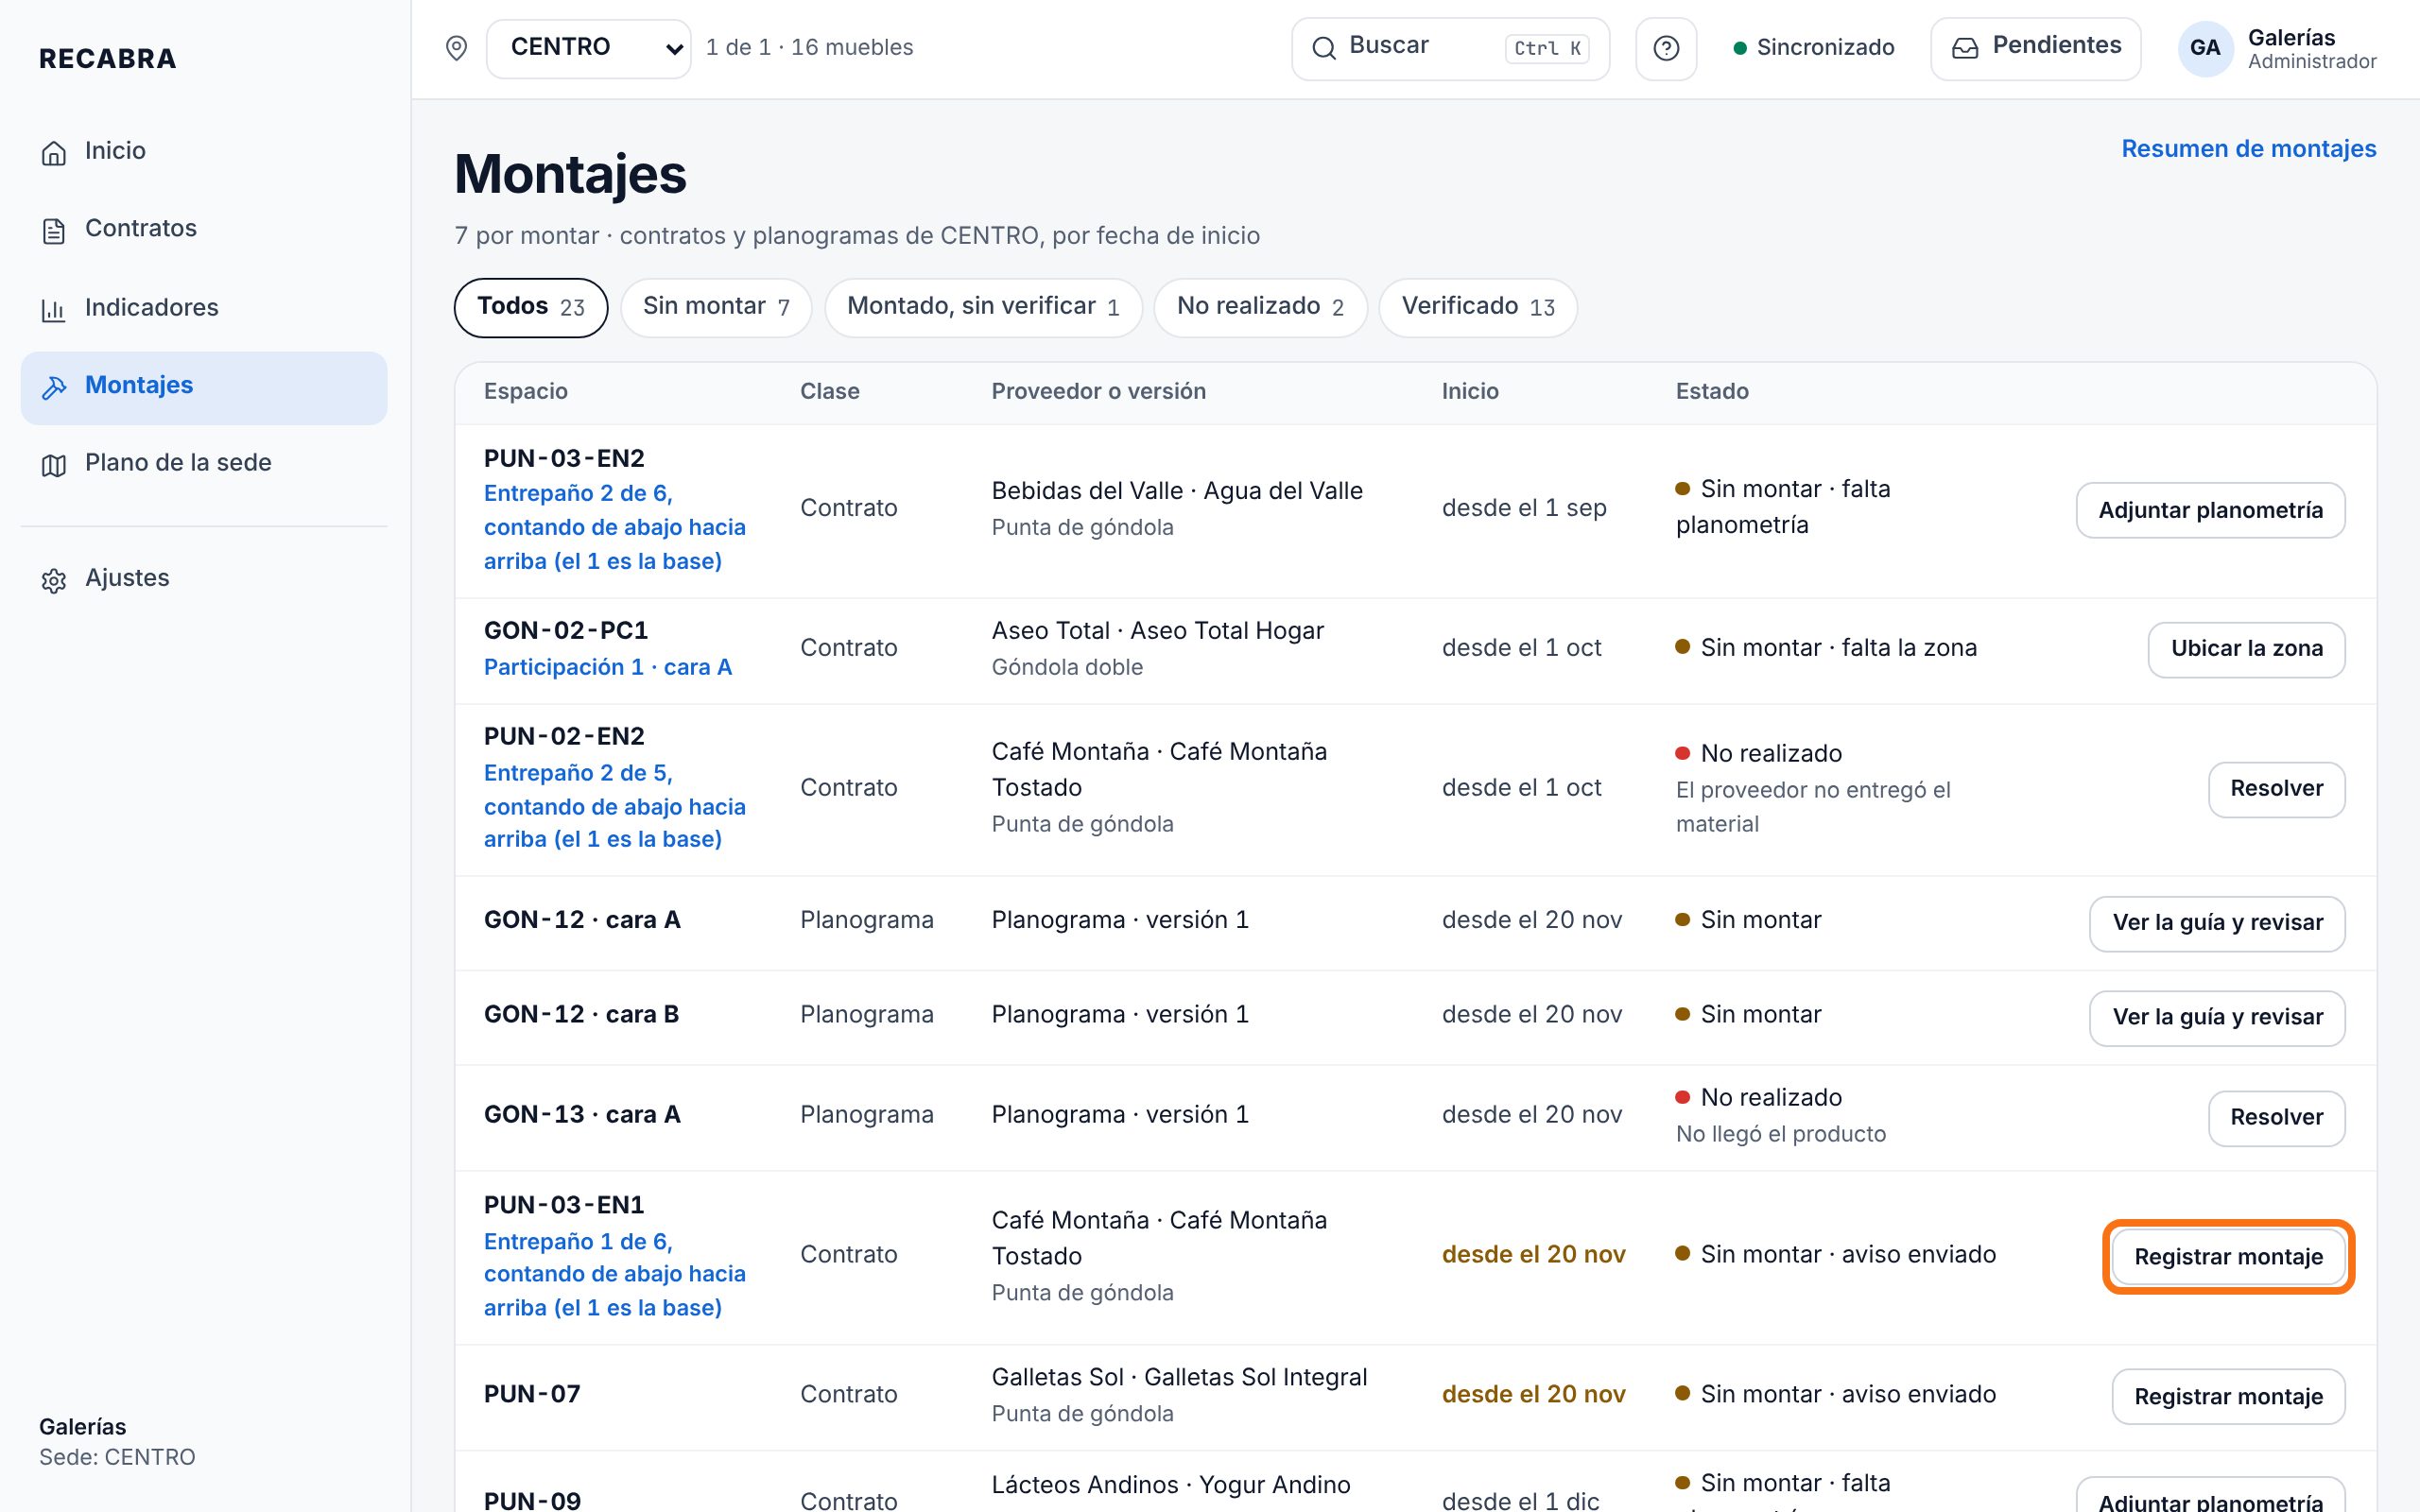 RECABRA
CENTRO
1 de 1 · 16 muebles
Buscar
Ctrl K
Sincronizado
Pendientes
GA
Galerías
Administrador
Inicio
Contratos
Indicadores
Montajes
Plano de la sede
Ajustes
Galerías
Sede: CENTRO
Montajes
Resumen de montajes
7 por montar · contratos y planogramas de CENTRO, por fecha de inicio
Todos 23
Sin montar 7
Montado, sin verificar 1
No realizado 2
Verificado 13
Espacio
Clase
Proveedor o versión
Inicio
Estado
PUN-03-EN2
Entrepaño 2 de 6,
contando de abajo hacia
arriba (el 1 es la base)
Contrato
Bebidas del Valle · Agua del Valle
Punta de góndola
desde el 1 sep
Sin montar · falta
planometría
Adjuntar planometría
GON-02-PC1
Participación 1 · cara A
Contrato
Aseo Total · Aseo Total Hogar
Góndola doble
desde el 1 oct
Sin montar · falta la zona
Ubicar la zona
PUN-02-EN2
Entrepaño 2 de 5,
contando de abajo hacia
arriba (el 1 es la base)
Contrato
Café Montaña · Café Montaña
Tostado
Punta de góndola
desde el 1 oct
No realizado
El proveedor no entregó el
material
Resolver
GON-12 · cara A
Planograma
Planograma · versión 1
desde el 20 nov
Sin montar
Ver la guía y revisar
GON-12 · cara B
Planograma
Planograma · versión 1
desde el 20 nov
Sin montar
Ver la guía y revisar
GON-13 · cara A
Planograma
Planograma · versión 1
desde el 20 nov
No realizado
No llegó el producto
Resolver
PUN-03-EN1
Entrepaño 1 de 6,
contando de abajo hacia
arriba (el 1 es la base)
Contrato
Café Montaña · Café Montaña
Tostado
Punta de góndola
desde el 20 nov
Sin montar · aviso enviado
Registrar montaje
PUN-07
Contrato
Galletas Sol · Galletas Sol Integral
Punta de góndola
desde el 20 nov
Sin montar · aviso enviado
Registrar montaje
PUN-09
Contrato
Lácteos Andinos · Yogur Andino
desde el 1 dic
Sin montar · falta
Adjuntar planometría